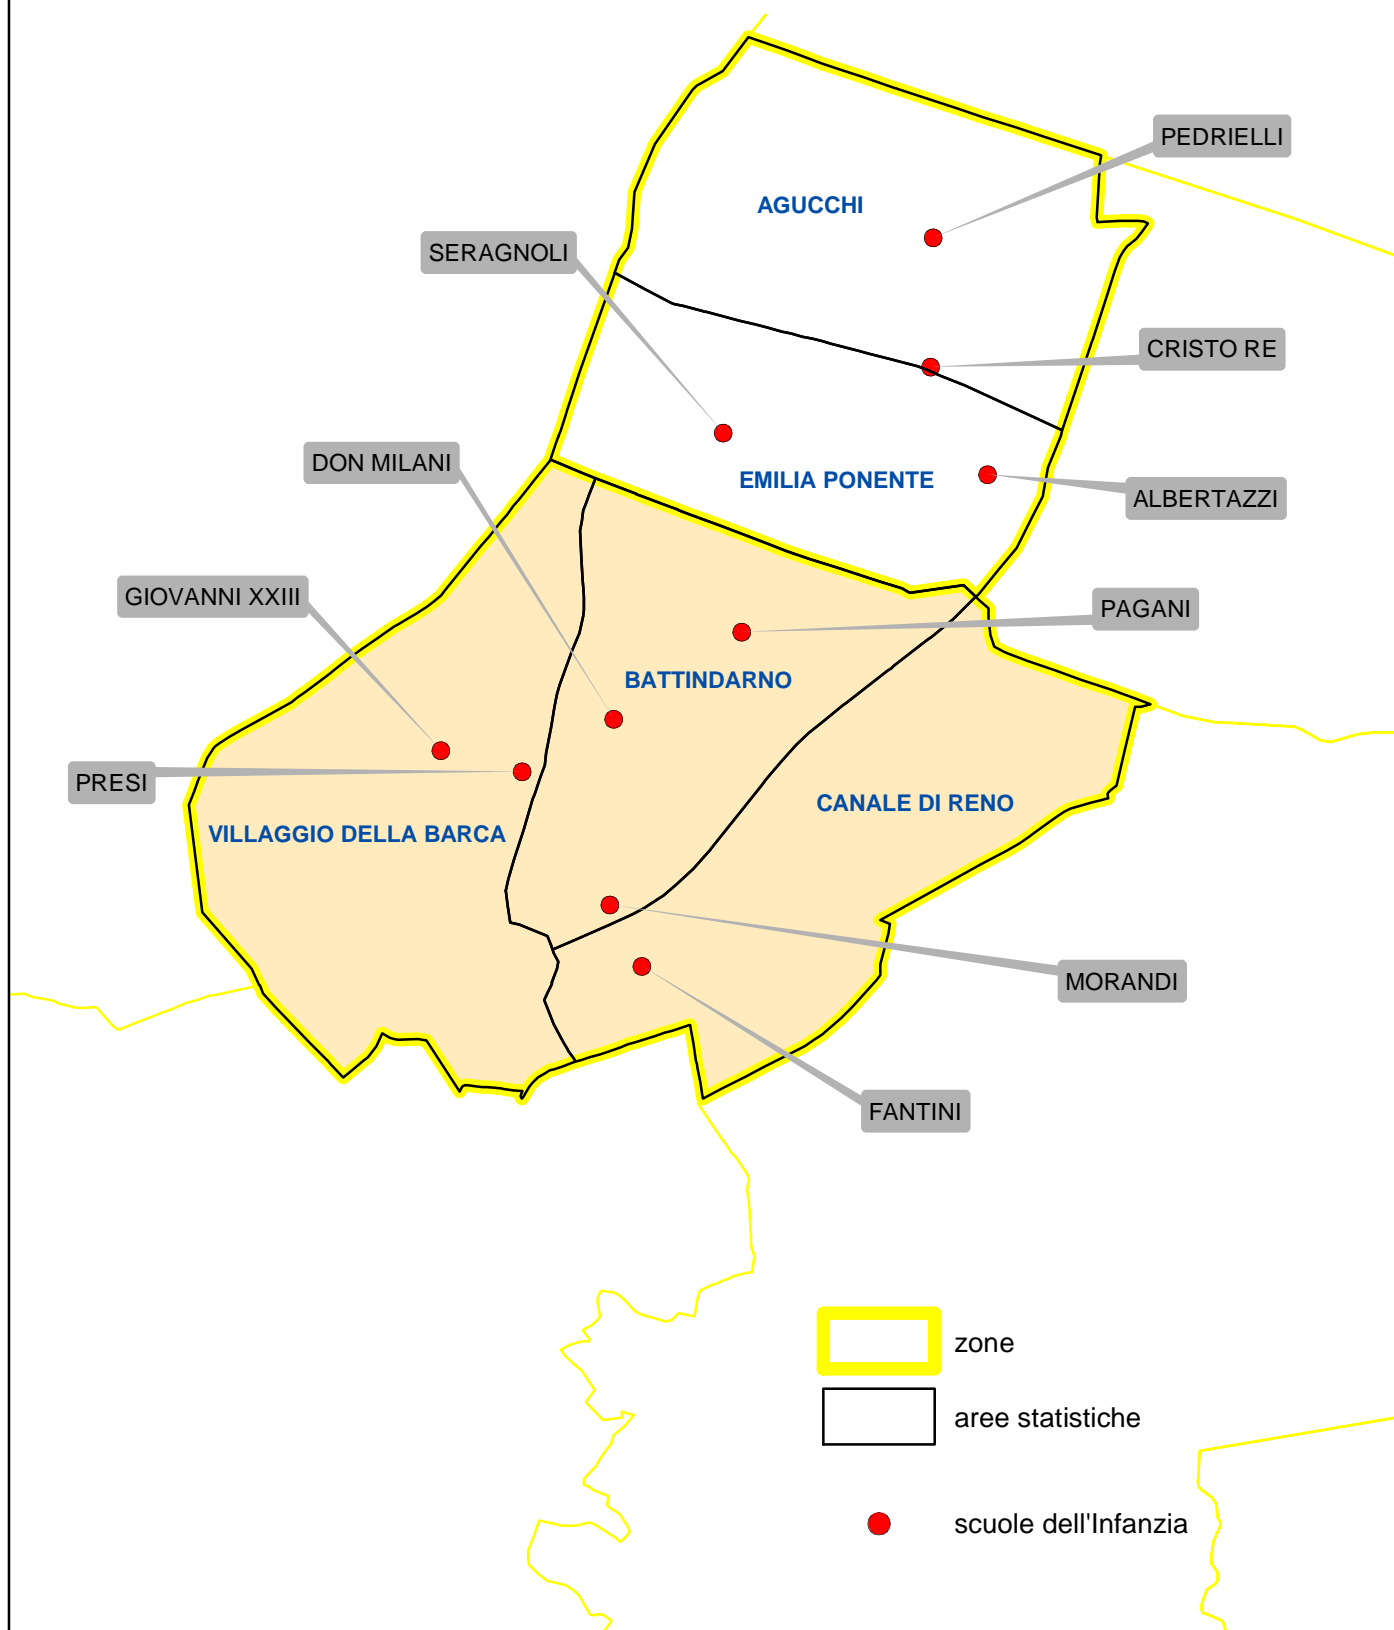 PEDRIELLI
AGUCCHI
SERAGNOLI
CRISTO RE
DON MILANI
EMILIA PONENTE
ALBERTAZZI
GIOVANNI XXIII
PAGANI
BATTINDARNO
PRESI
CANALE DI RENO
VILLAGGIO DELLA BARCA
MORANDI
FANTINI
zone
aree statistiche
scuole dell'Infanzia